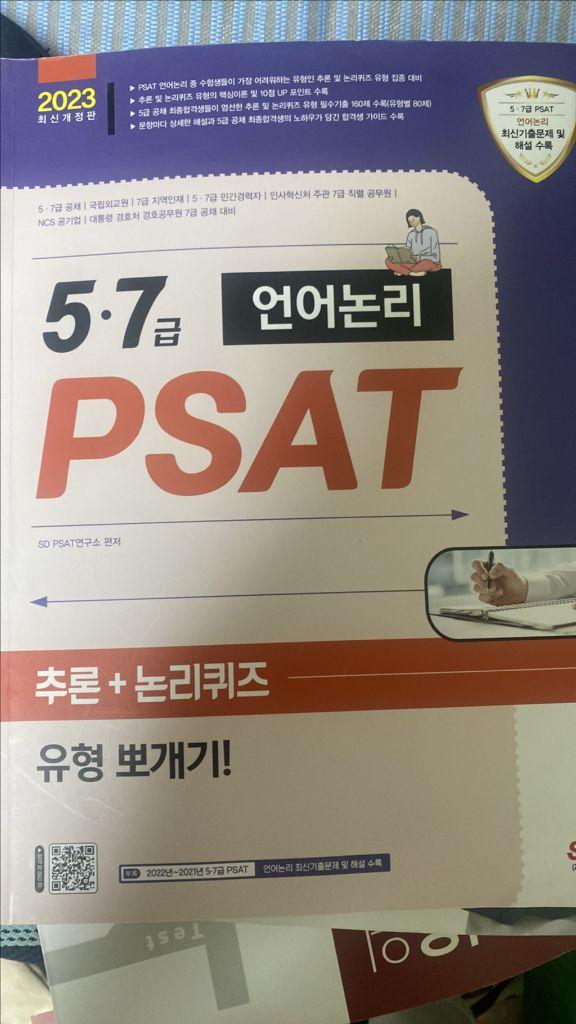 2023
최신개정판
▶ PSAT 언어논리 중 수험생들이 가장 어려워하는 유형인 추론 및 논리퀴즈 유형 집중 대비
▶ 추론 및 논리퀴즈 유형의 핵심이론 및 10점 UP 포인트 수록
▶ 5급 공채 최종합격생들이 엄선한 추론 및 논리퀴즈 유형 필수기출 160제 수록(유형별 80제)
▶ 문항마다 상세한 해설과 5급 공채 최종합격생의 노하우가 담긴 합격생 가이드 수록
5·7급 PSAT
언어논리
최신기출문제 및
해설 수록
5·7급 공채 | 국립외교원 | 7급 지역인재 | 5·7급 민간경력자 | 인사혁신처 주관 7급 직렬 공무원 |
NCS 공기업 | 대통령 경호처 경호공무원 7급 공채 대비
5·7급 언어논리
PSAT
SD PSAT연구소 편저
추론 + 논리퀴즈
유형 뽀개기!
부록 2022년~2021년 5·7급 PSAT 언어논리 최신기출문제 및 해설 수록
Test